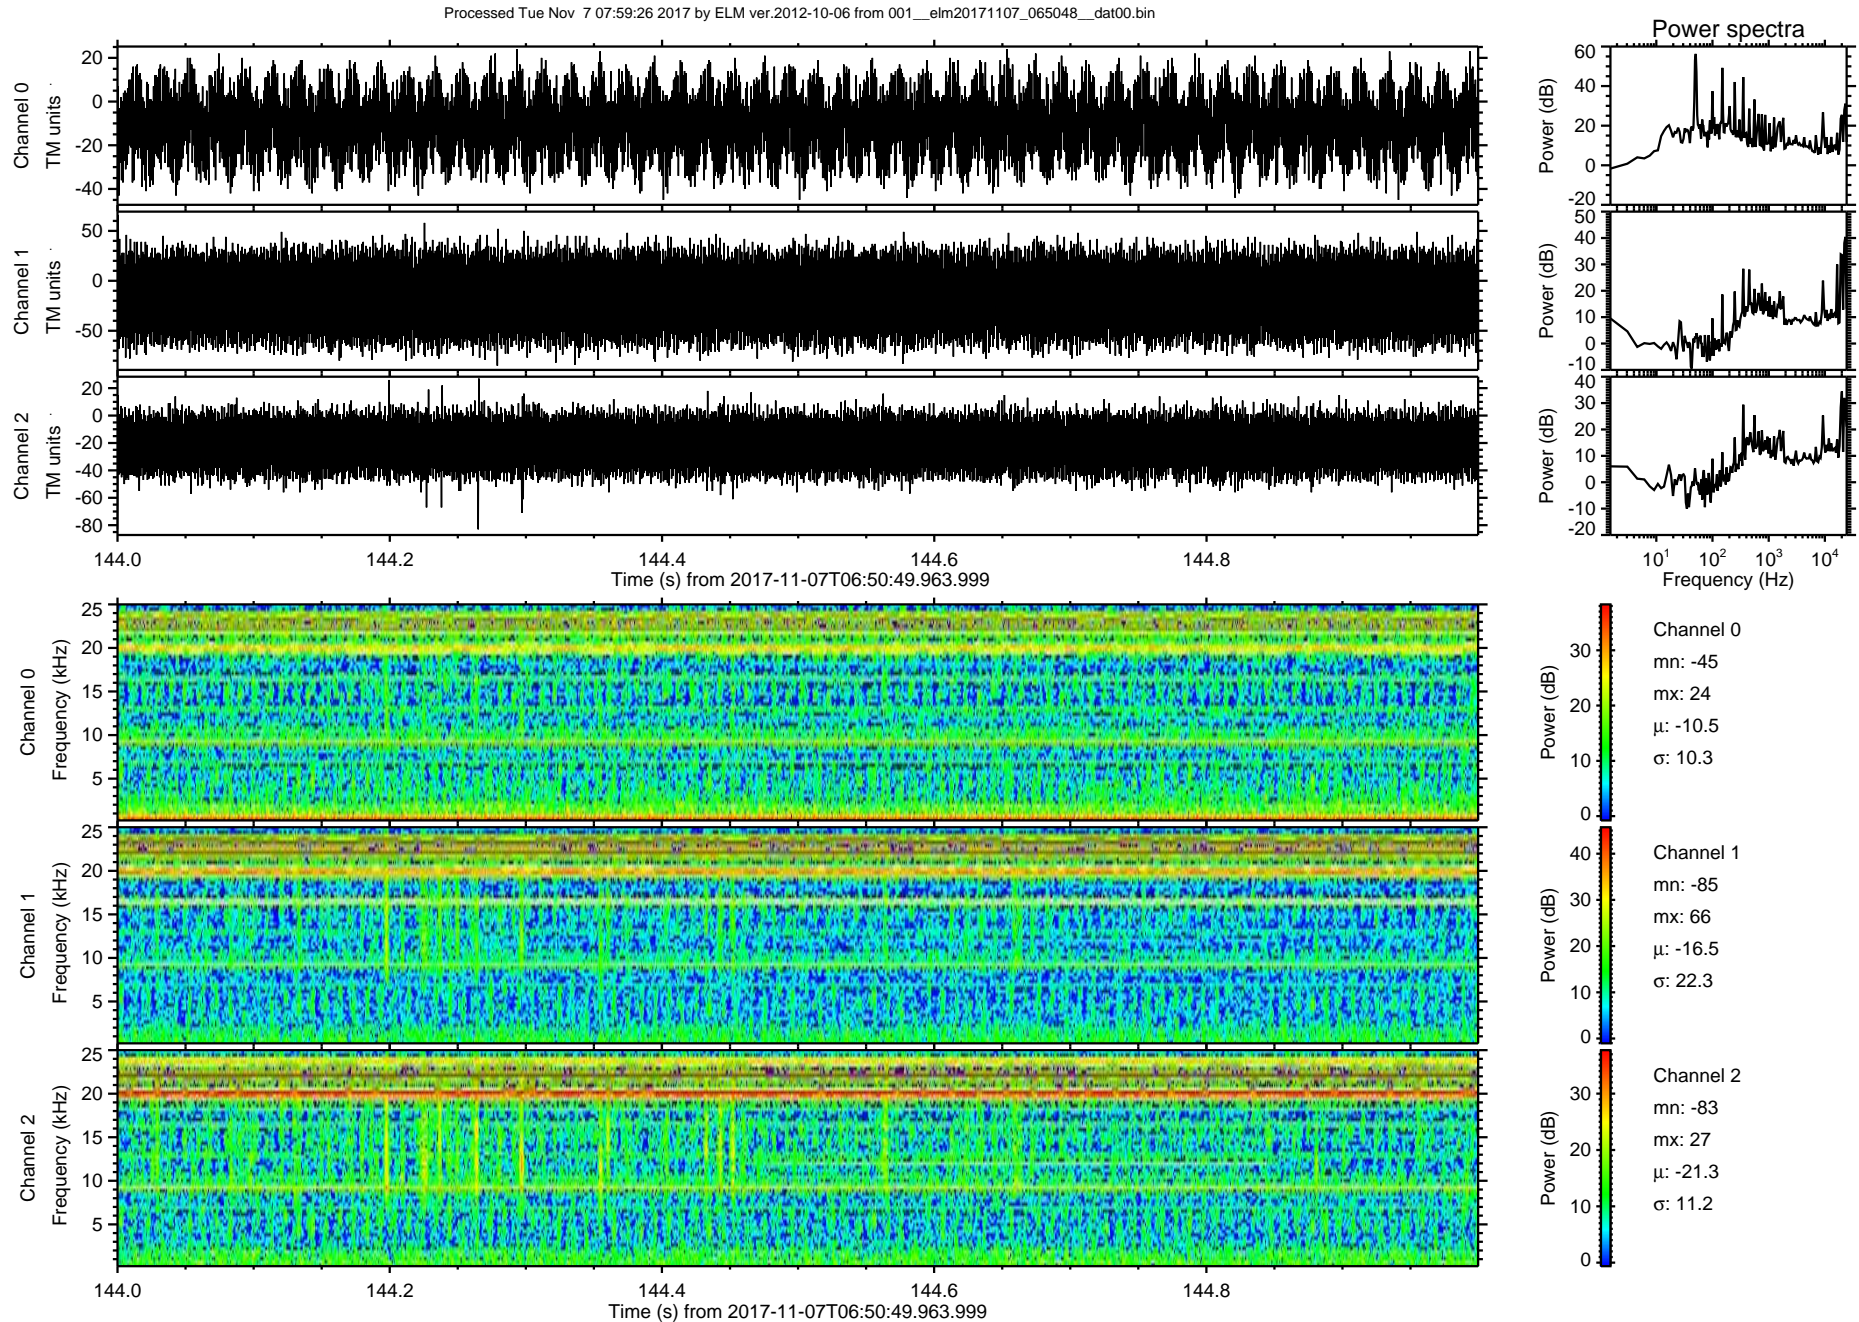 Processed Tue Nov 7 07:59:26 2017 by ELM ver.2012-10-06 from 001__elm20171107_065048__dat00.bin
Power spectra
Channel 0
TM units
20
0
-20
-40
Power (dB)
60
40
20
0
-20
Channel 1
TM units
50
0
-50
Power (dB)
50
40
30
20
10
0
-10
Channel 2
TM units
20
0
-20
-40
-60
-80
Power (dB)
40
30
20
10
0
-10
-20
144.0 144.2 144.4 144.6 144.8
Time (s) from 2017-11-07T06:50:49.963.999
10^1 10^2 10^3 10^4
Frequency (Hz)
Channel 0
Frequency (kHz)
25
20
15
10
5
Power (dB)
30
20
10
0
Channel 0
mn: -45
mx: 24
μ: -10.5
σ: 10.3
Channel 1
Frequency (kHz)
25
20
15
10
5
Power (dB)
40
30
20
10
0
Channel 1
mn: -85
mx: 66
μ: -16.5
σ: 22.3
Channel 2
Frequency (kHz)
25
20
15
10
5
Power (dB)
30
20
10
0
Channel 2
mn: -83
mx: 27
μ: -21.3
σ: 11.2
144.0 144.2 144.4 144.6 144.8
Time (s) from 2017-11-07T06:50:49.963.999